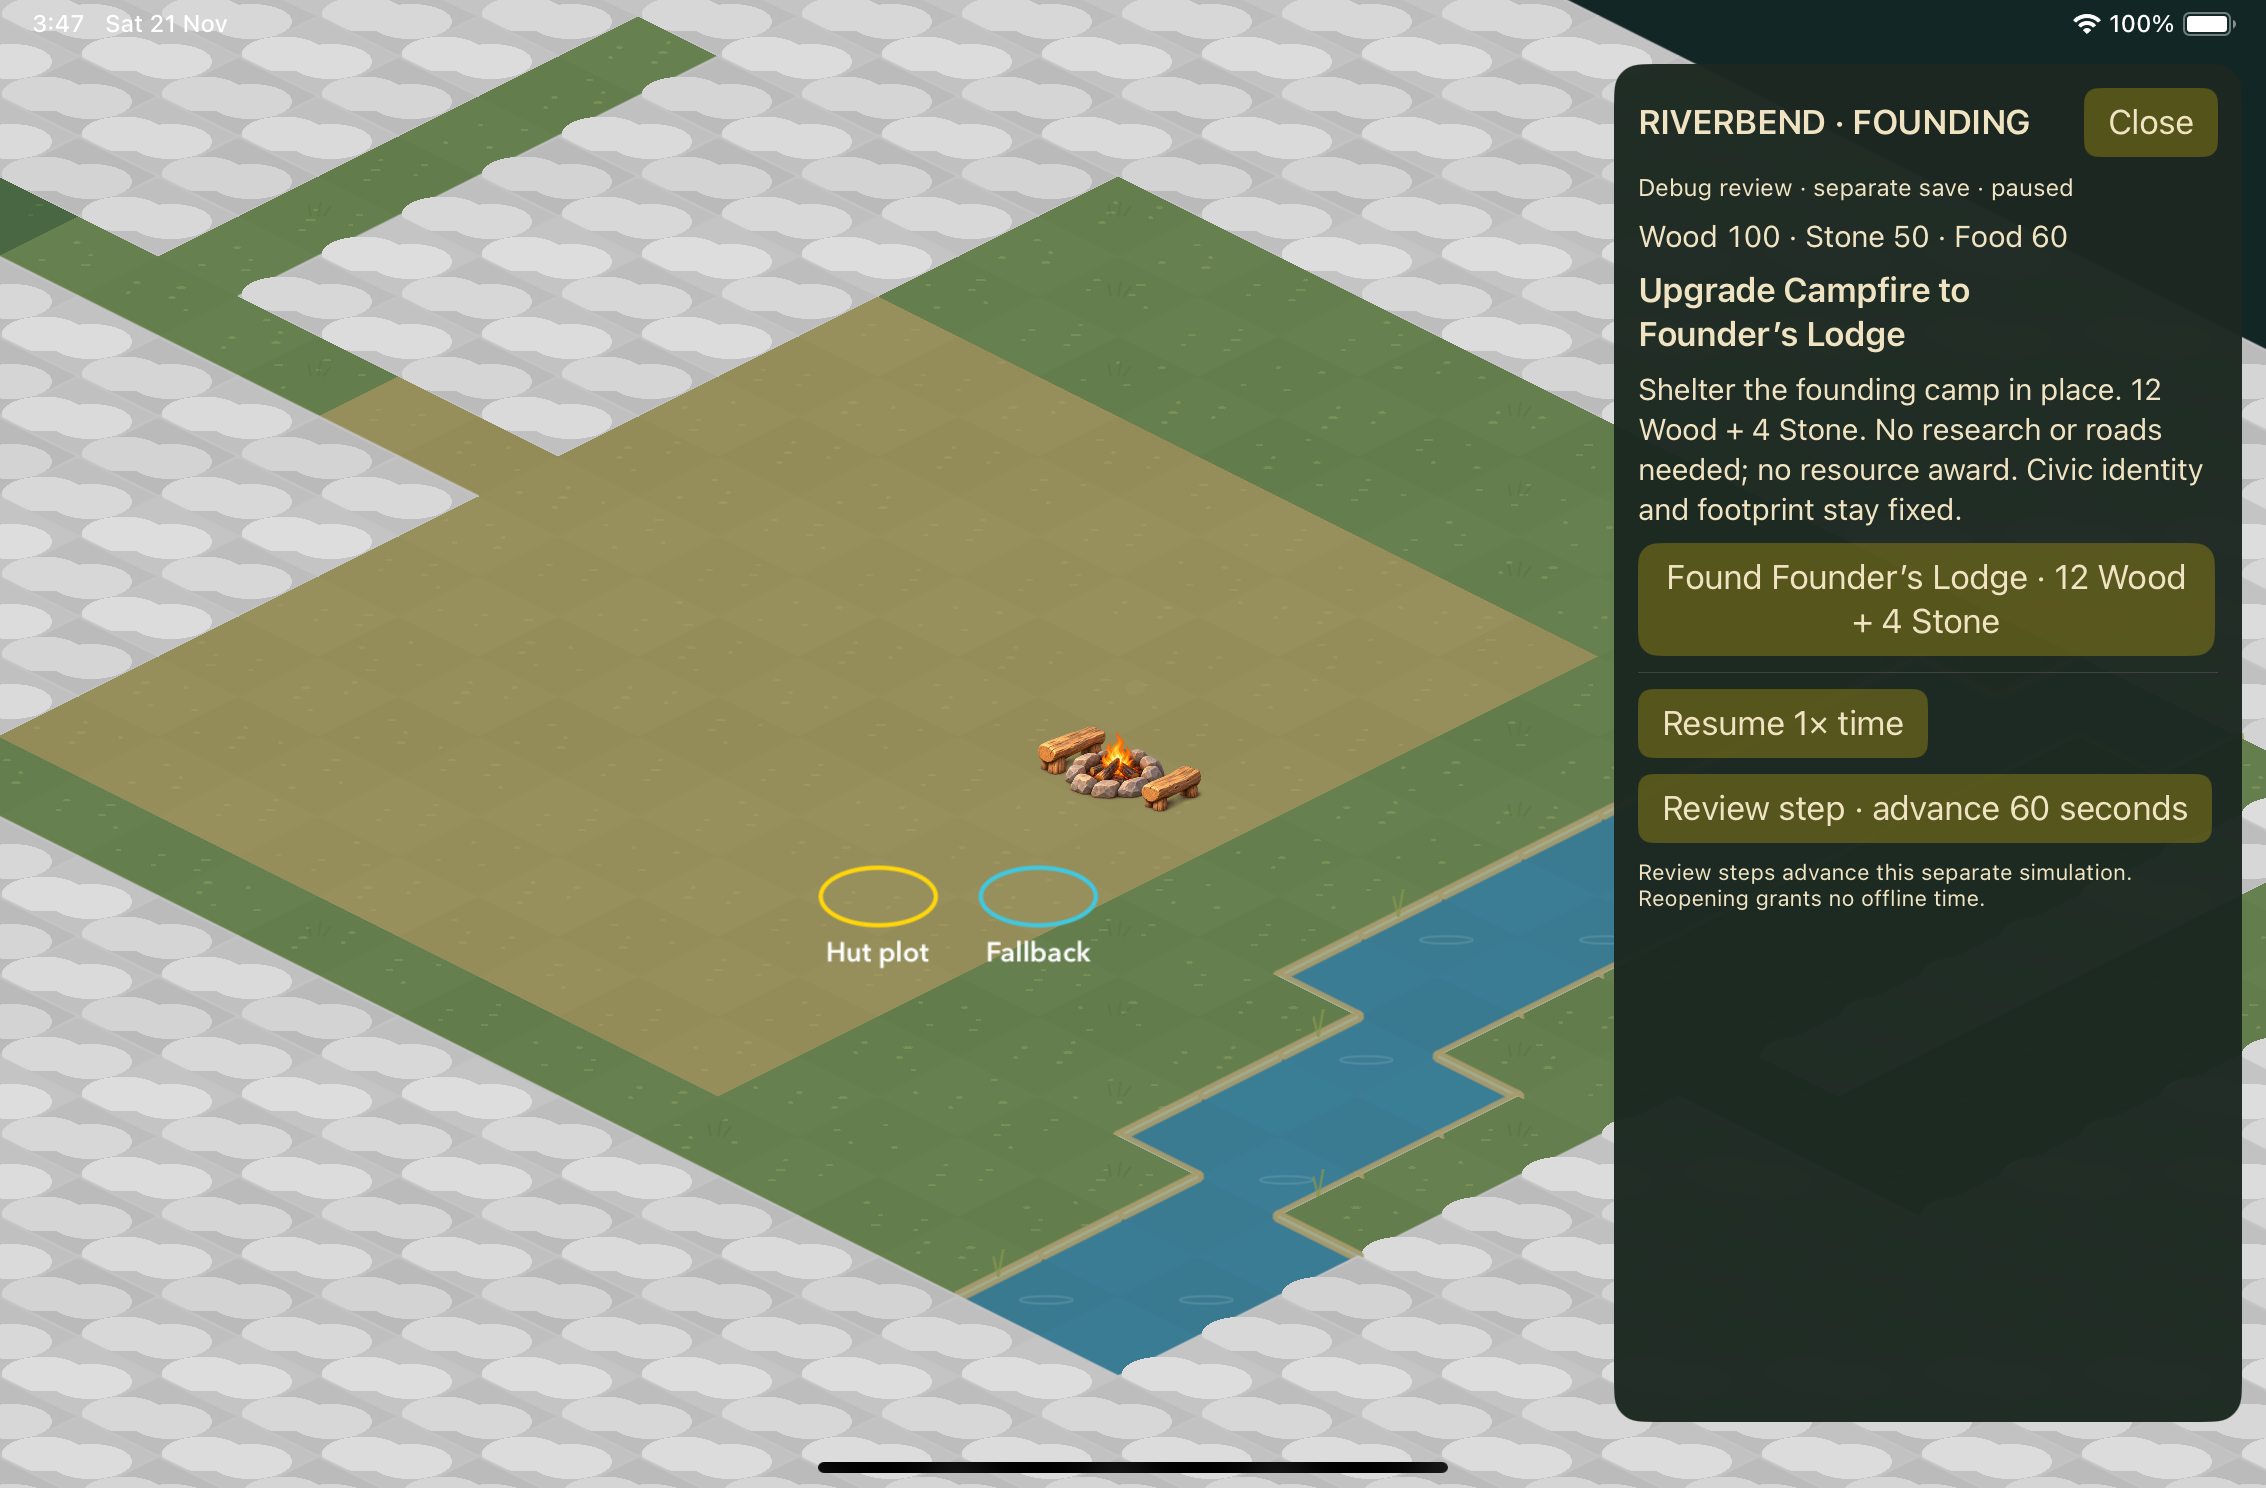 3:47 Sat 21 Nov
100%
RIVERBEND · FOUNDING
Close
Debug review · separate save · paused
Wood 100 · Stone 50 · Food 60
Upgrade Campfire to
Founder’s Lodge
Shelter the founding camp in place. 12
Wood + 4 Stone. No research or roads
needed; no resource award. Civic identity
and footprint stay fixed.
Found Founder’s Lodge · 12 Wood
+ 4 Stone
Resume 1× time
Review step · advance 60 seconds
Review steps advance this separate simulation.
Reopening grants no offline time.
Hut plot
Fallback